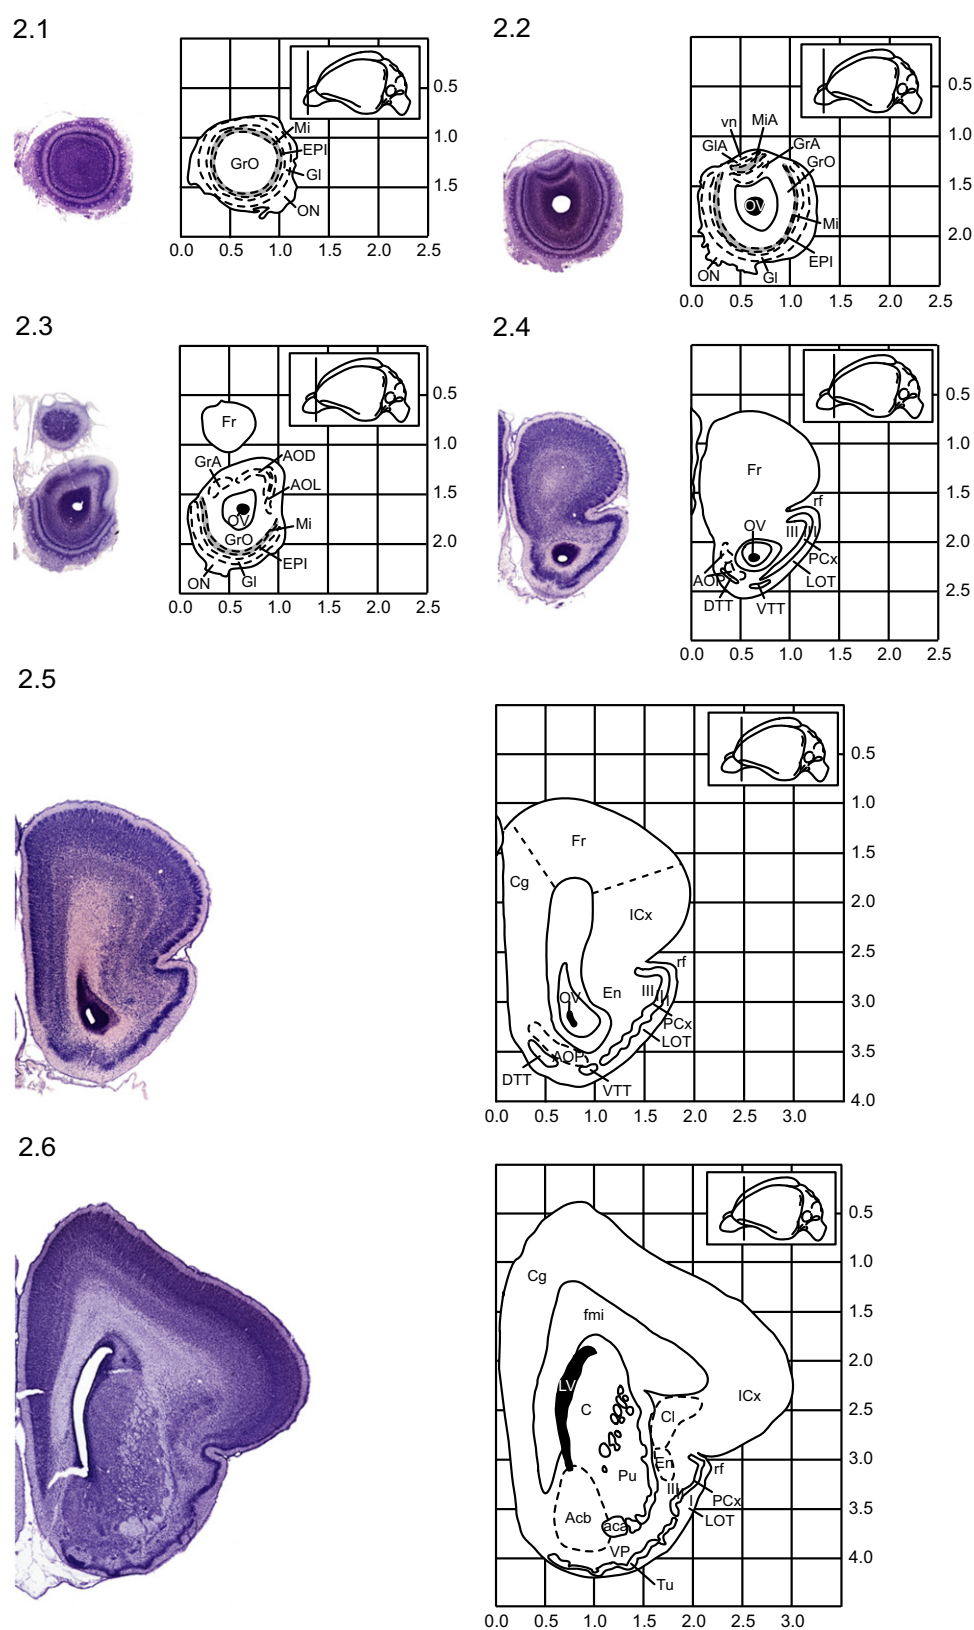 2.1
Mi
EPI
GrO
Gl
ON
0.5
1.0
1.5
0.0 0.5 1.0 1.5 2.0 2.5
2.2
vn MiA
GlA GrA
GrO
OV
Mi
EPI
ON Gl
0.5
1.0
1.5
2.0
0.0 0.5 1.0 1.5 2.0 2.5
2.3
Fr
GrA AOD
AOL
OV Mi
GrO
EPI
ON Gl
0.5
1.0
1.5
2.0
0.0 0.5 1.0 1.5 2.0 2.5
2.4
Fr
rf
OV III II
PCx
AOP LOT
DTT VTT
0.5
1.0
1.5
2.0
2.5
0.0 0.5 1.0 1.5 2.0 2.5
2.5
Fr
Cg
ICx
rf
En III II I
OV
PCx
LOT
AOP
DTT VTT
0.5
1.0
1.5
2.0
2.5
3.0
3.5
4.0
0.0 0.5 1.0 1.5 2.0 2.5 3.0
2.6
Cg
fmi
LV
ICx
C Cl
En rf
Pu III II I PCx
Acb aca LOT
VP
Tu
0.5
1.0
1.5
2.0
2.5
3.0
3.5
4.0
0.0 0.5 1.0 1.5 2.0 2.5 3.0